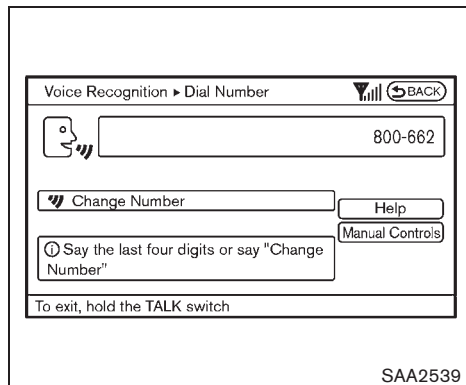 Voice Recognition ▸ Dial Number
BACK
800-662
Change Number
Help
Manual Controls
Say the last four digits or say "Change
Number"
To exit, hold the TALK switch
SAA2539